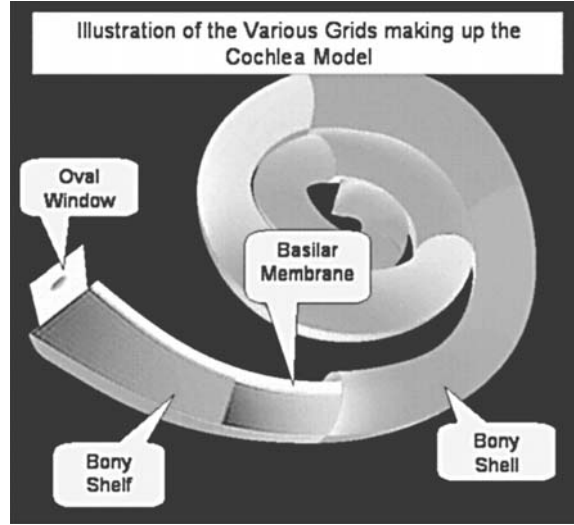 Illustration of the Various Grids making up the
Cochlea Model
Oval
Window
Basilar
Membrane
Bony
Shelf
Bony
Shell